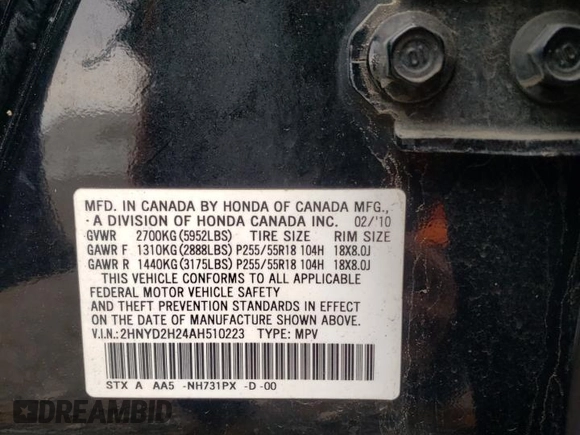 MFD. IN CANADA BY HONDA OF CANADA MFG.,
A DIVISION OF HONDA CANADA INC. 02/'10
GVWR 2700KG(5952LBS) TIRE SIZE RIM SIZE
GAWR F 1310KG(2888LBS) P255/55R18 104H 18X8.0J
GAWR R 1440KG(3175LBS) P255/55R18 104H 18X8.0J
THIS VEHICLE CONFORMS TO ALL APPLICABLE
FEDERAL MOTOR VEHICLE SAFETY
AND THEFT PREVENTION STANDARDS IN EFFECT
ON THE DATE OF MANUFACTURE SHOWN ABOVE.
V.I.N.:2HNYD2H24AH510223 TYPE: MPV
STX A AA5 -NH731PX -D-00
DREAMBID